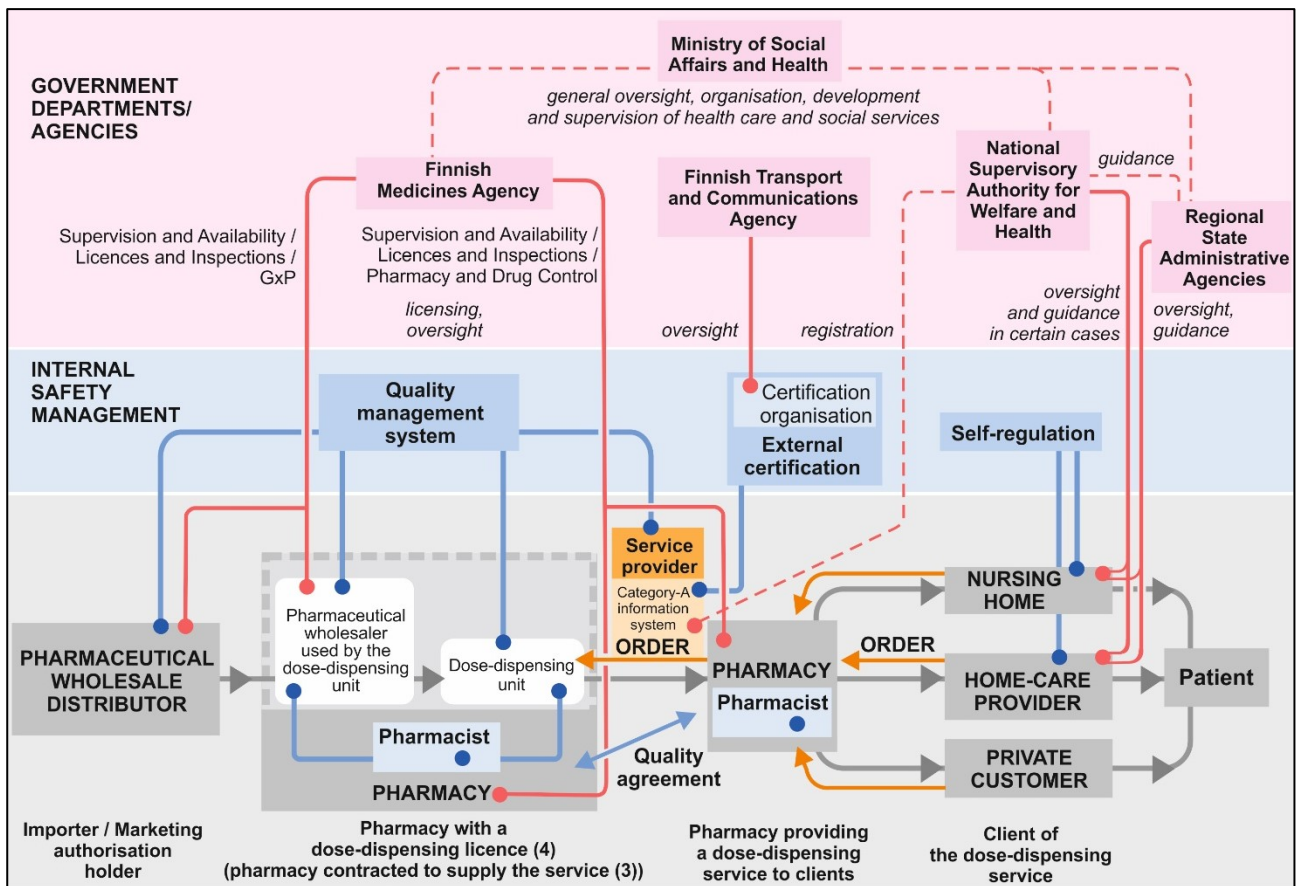 GOVERNMENT
DEPARTMENTS/
AGENCIES
Ministry of Social
Affairs and Health
general oversight, organisation, development
and supervision of health care and social services
Finnish
Medicines Agency
Finnish Transport
and Communications
Agency
National
Supervisory
Authority for
Welfare and
Health
guidance
Regional
State
Administrative
Agencies
Supervision and Availability /
Licences and Inspections /
GxP
Supervision and Availability /
Licences and Inspections /
Pharmacy and Drug Control
licensing,
oversight
oversight
registration
oversight
and guidance
in certain cases
oversight,
guidance
INTERNAL
SAFETY
MANAGEMENT
Quality
management
system
Certification
organisation
External
certification
Self-regulation
Service
provider
Category-A
information
system
PHARMACEUTICAL
WHOLESALE
DISTRIBUTOR
Pharmaceutical
wholesaler
used by the
dose-dispensing
unit
Dose-dispensing
unit
Pharmacist
PHARMACY
ORDER
Quality
agreement
PHARMACY
Pharmacist
ORDER
NURSING
HOME
HOME-CARE
PROVIDER
PRIVATE
CUSTOMER
Patient
Importer / Marketing
authorisation
holder
Pharmacy with a
dose-dispensing licence (4)
(pharmacy contracted to supply the service (3))
Pharmacy providing
a dose-dispensing
service to clients
Client of
the dose-dispensing
service